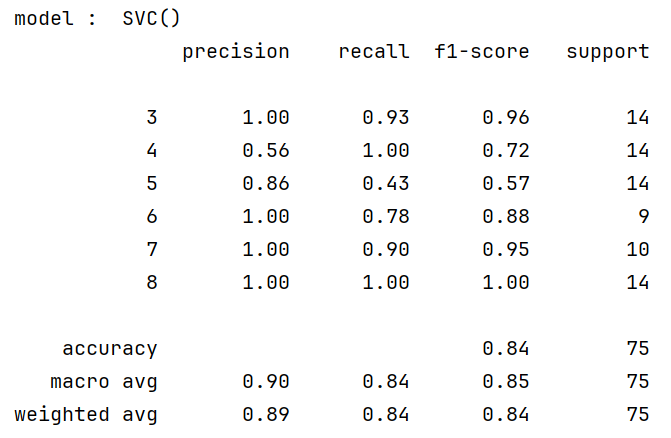 model :  SVC()
precision    recall  f1-score   support
3       1.00      0.93      0.96        14
4       0.56      1.00      0.72        14
5       0.86      0.43      0.57        14
6       1.00      0.78      0.88         9
7       1.00      0.90      0.95        10
8       1.00      1.00      1.00        14
accuracy                           0.84        75
macro avg       0.90      0.84      0.85        75
weighted avg       0.89      0.84      0.84        75